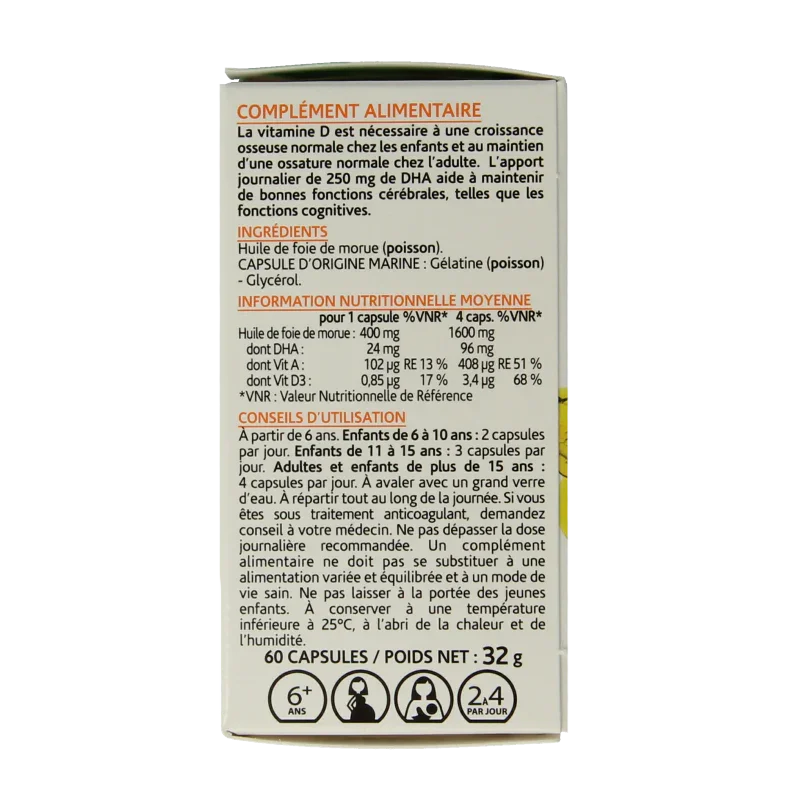 COMPLÉMENT ALIMENTAIRE
La vitamine D est nécessaire à une croissance
osseuse normale chez les enfants et au maintien
d'une ossature normale chez l'adulte. L'apport
journalier de 250 mg de DHA aide à maintenir
de bonnes fonctions cérébrales, telles que les
fonctions cognitives.
INGRÉDIENTS
Huile de foie de morue (poisson).
CAPSULE D'ORIGINE MARINE : Gélatine (poisson)
- Glycérol.
INFORMATION NUTRITIONNELLE MOYENNE
pour 1 capsule %VNR* 4 caps. %VNR*
Huile de foie de morue : 400 mg 1600 mg
dont DHA : 24 mg 96 mg
dont Vit A : 102 µg RE 13 % 408 µg RE 51 %
dont Vit D3 : 0,85 µg 17 % 3,4 µg 68 %
*VNR : Valeur Nutritionnelle de Référence
CONSEILS D'UTILISATION
À partir de 6 ans. Enfants de 6 à 10 ans : 2 capsules
par jour. Enfants de 11 à 15 ans : 3 capsules par
jour. Adultes et enfants de plus de 15 ans :
4 capsules par jour. À avaler avec un grand verre
d'eau. À répartir tout au long de la journée. Si vous
êtes sous traitement anticoagulant, demandez
conseil à votre médecin. Ne pas dépasser la dose
journalière recommandée. Un complément
alimentaire ne doit pas se substituer à une
alimentation variée et équilibrée et à un mode de
vie sain. Ne pas laisser à la portée des jeunes
enfants. À conserver à une température
inférieure à 25°C, à l'abri de la chaleur et de
l'humidité.
60 CAPSULES / POIDS NET : 32 g
6+
ANS
2 À 4
PAR JOUR